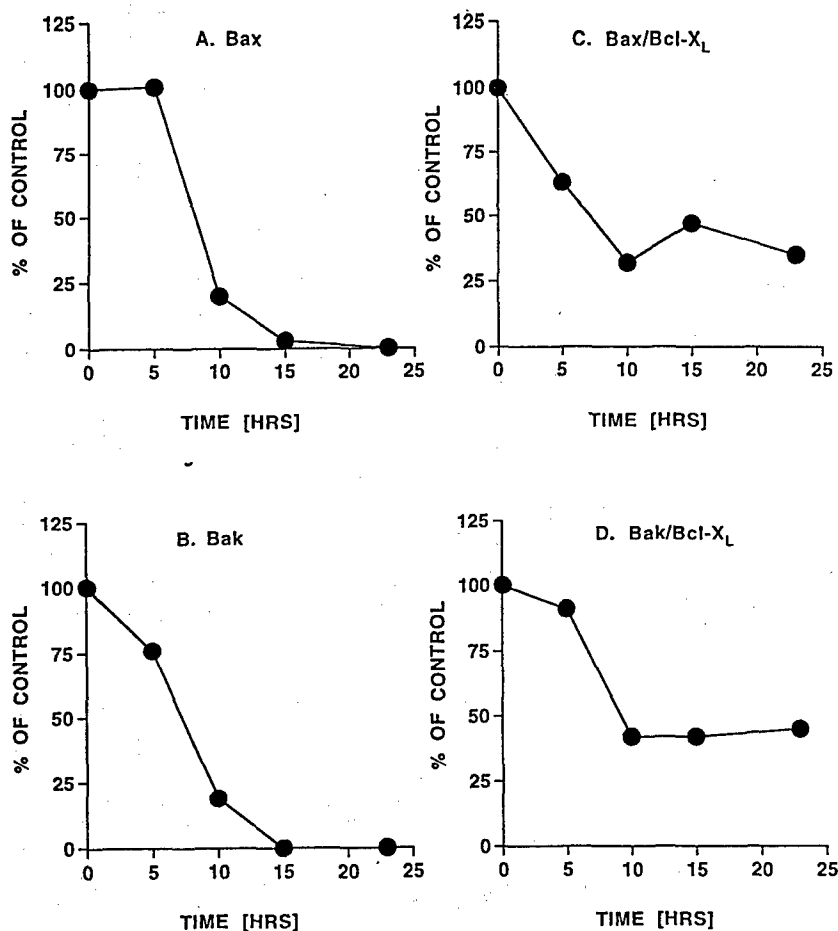 A. Bax
% OF CONTROL
125
100
75
50
25
0
0 5 10 15 20 25
TIME [HRS]
C. Bax/Bcl-XL
% OF CONTROL
125
100
75
50
25
0
0 5 10 15 20 25
TIME [HRS]
B. Bak
% OF CONTROL
125
100
75
50
25
0
0 5 10 15 20 25
TIME [HRS]
D. Bak/Bcl-XL
% OF CONTROL
125
100
75
50
25
0
0 5 10 15 20 25
TIME [HRS]